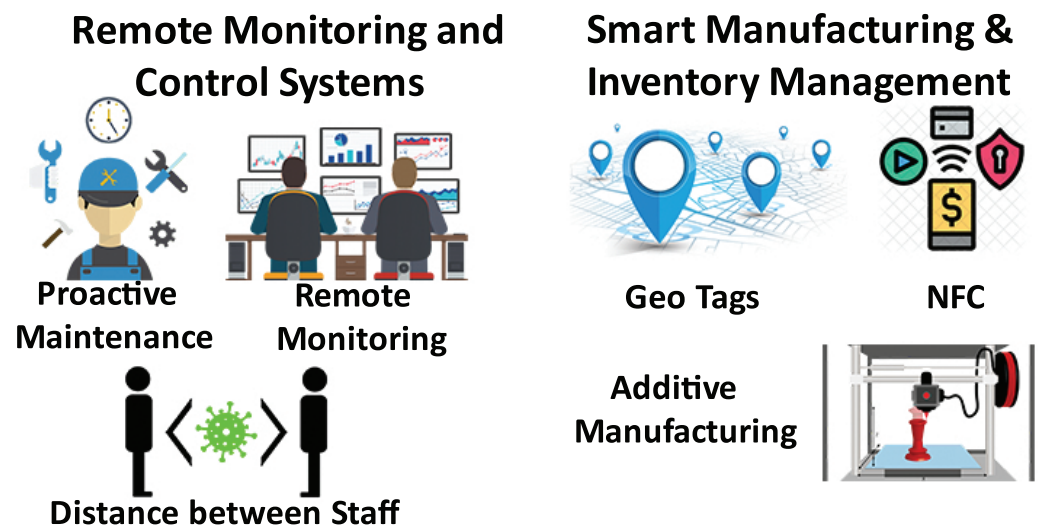 Remote Monitoring and
Control Systems
Proactive
Maintenance
Remote
Monitoring
Distance between Staff
Smart Manufacturing &
Inventory Management
Geo Tags
NFC
$
Additive
Manufacturing